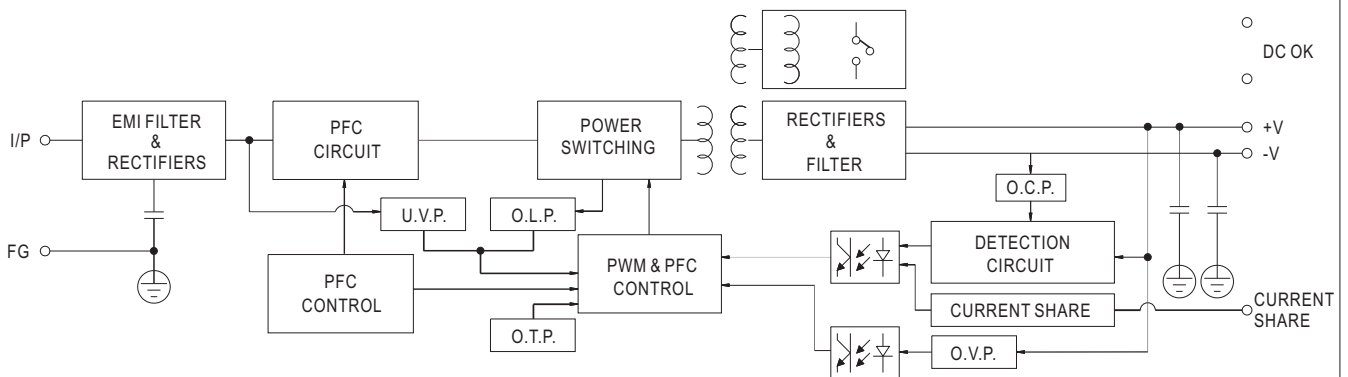 DC OK
I/P
EMI FILTER
&
RECTIFIERS
PFC
CIRCUIT
POWER
SWITCHING
RECTIFIERS
&
FILTER
+V
-V
O.C.P.
U.V.P.
O.L.P.
FG
PFC
CONTROL
PWM & PFC
CONTROL
DETECTION
CIRCUIT
CURRENT SHARE
CURRENT
SHARE
O.T.P.
O.V.P.